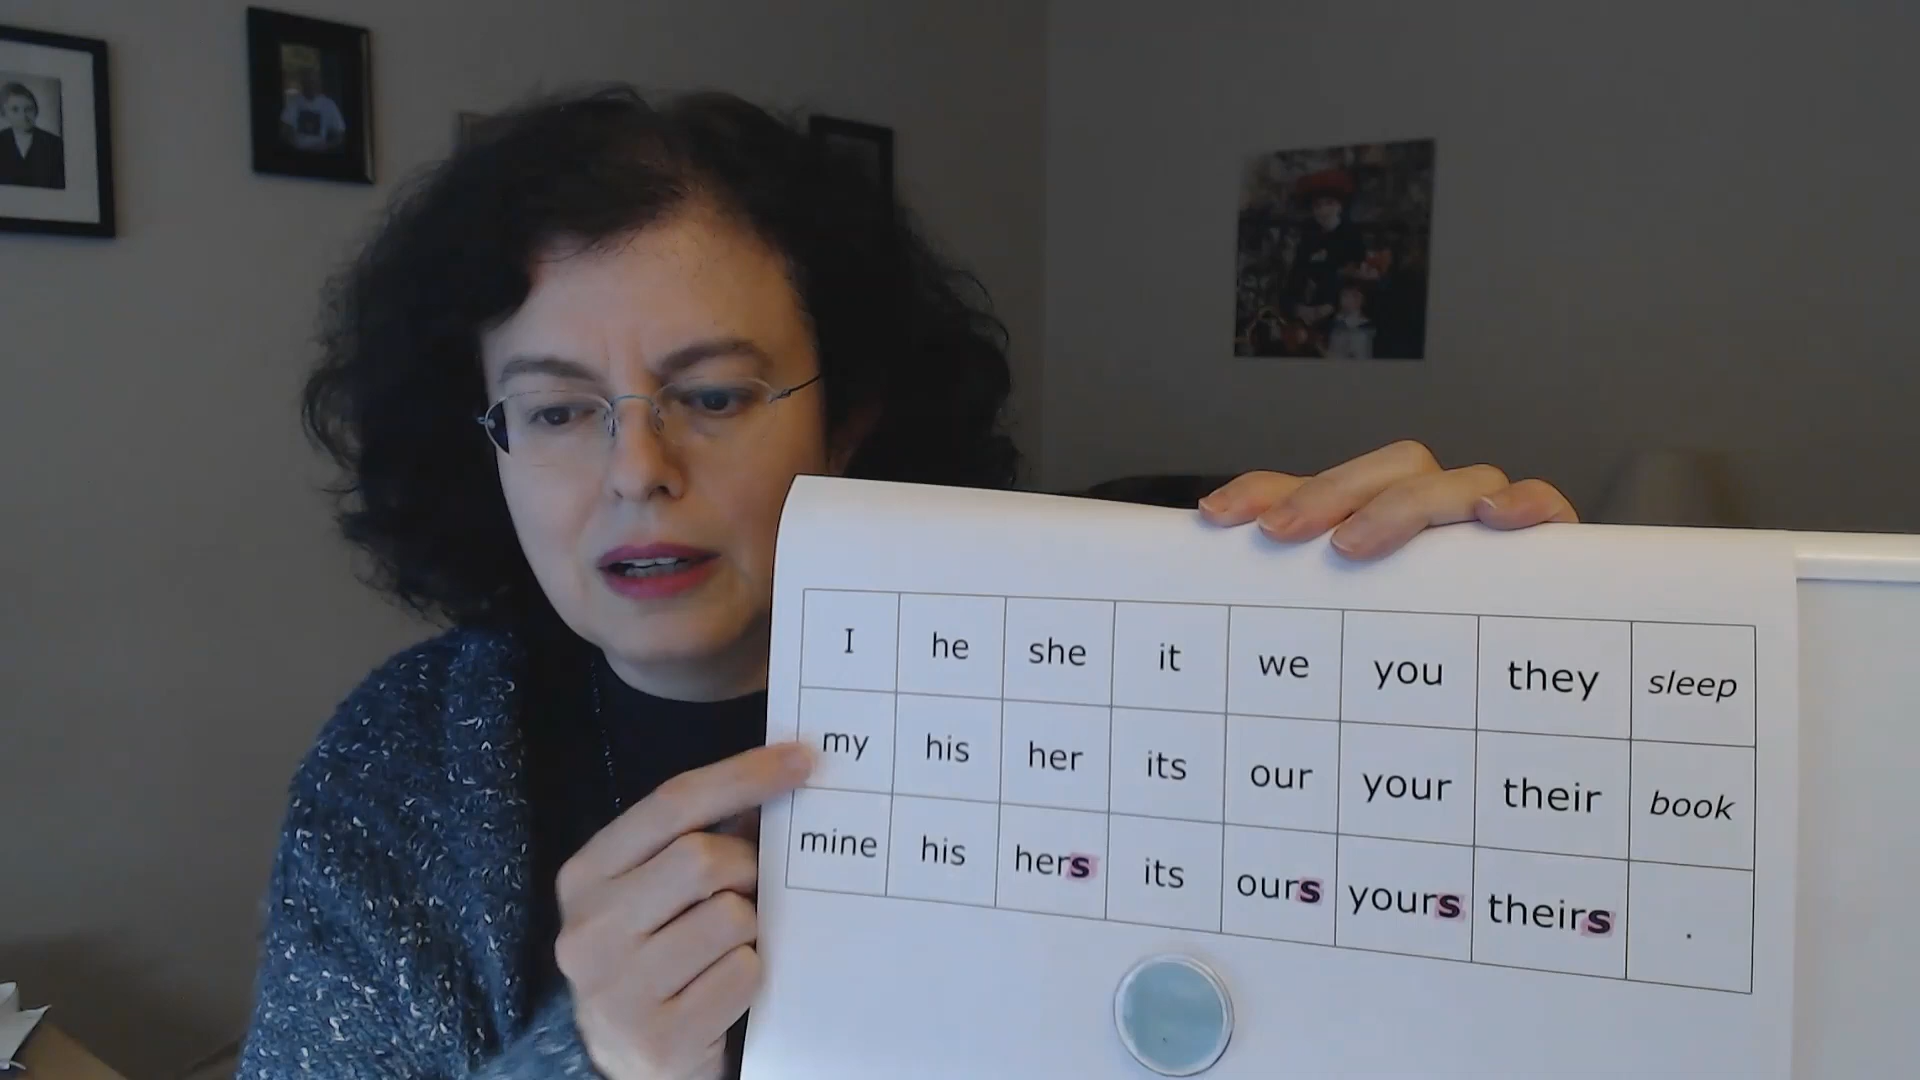 I he she it we you they sleep
my his her its our your their book
mine his hers its ours yours theirs .